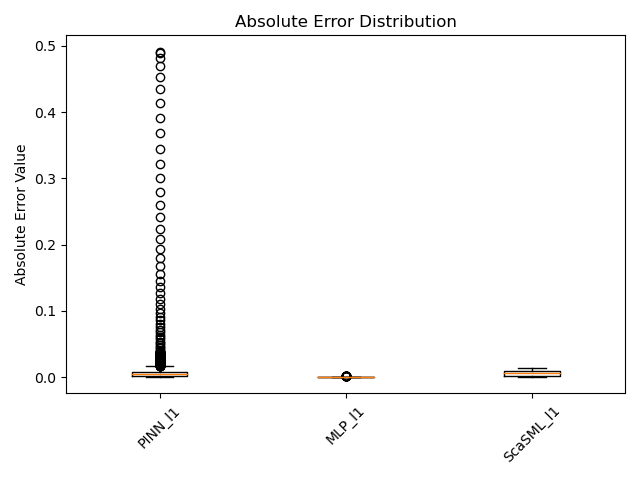 Absolute Error Distribution
Absolute Error Value
0.5
0.4
0.3
0.2
0.1
0.0
PINN_l1
MLP_l1
ScaSML_l1